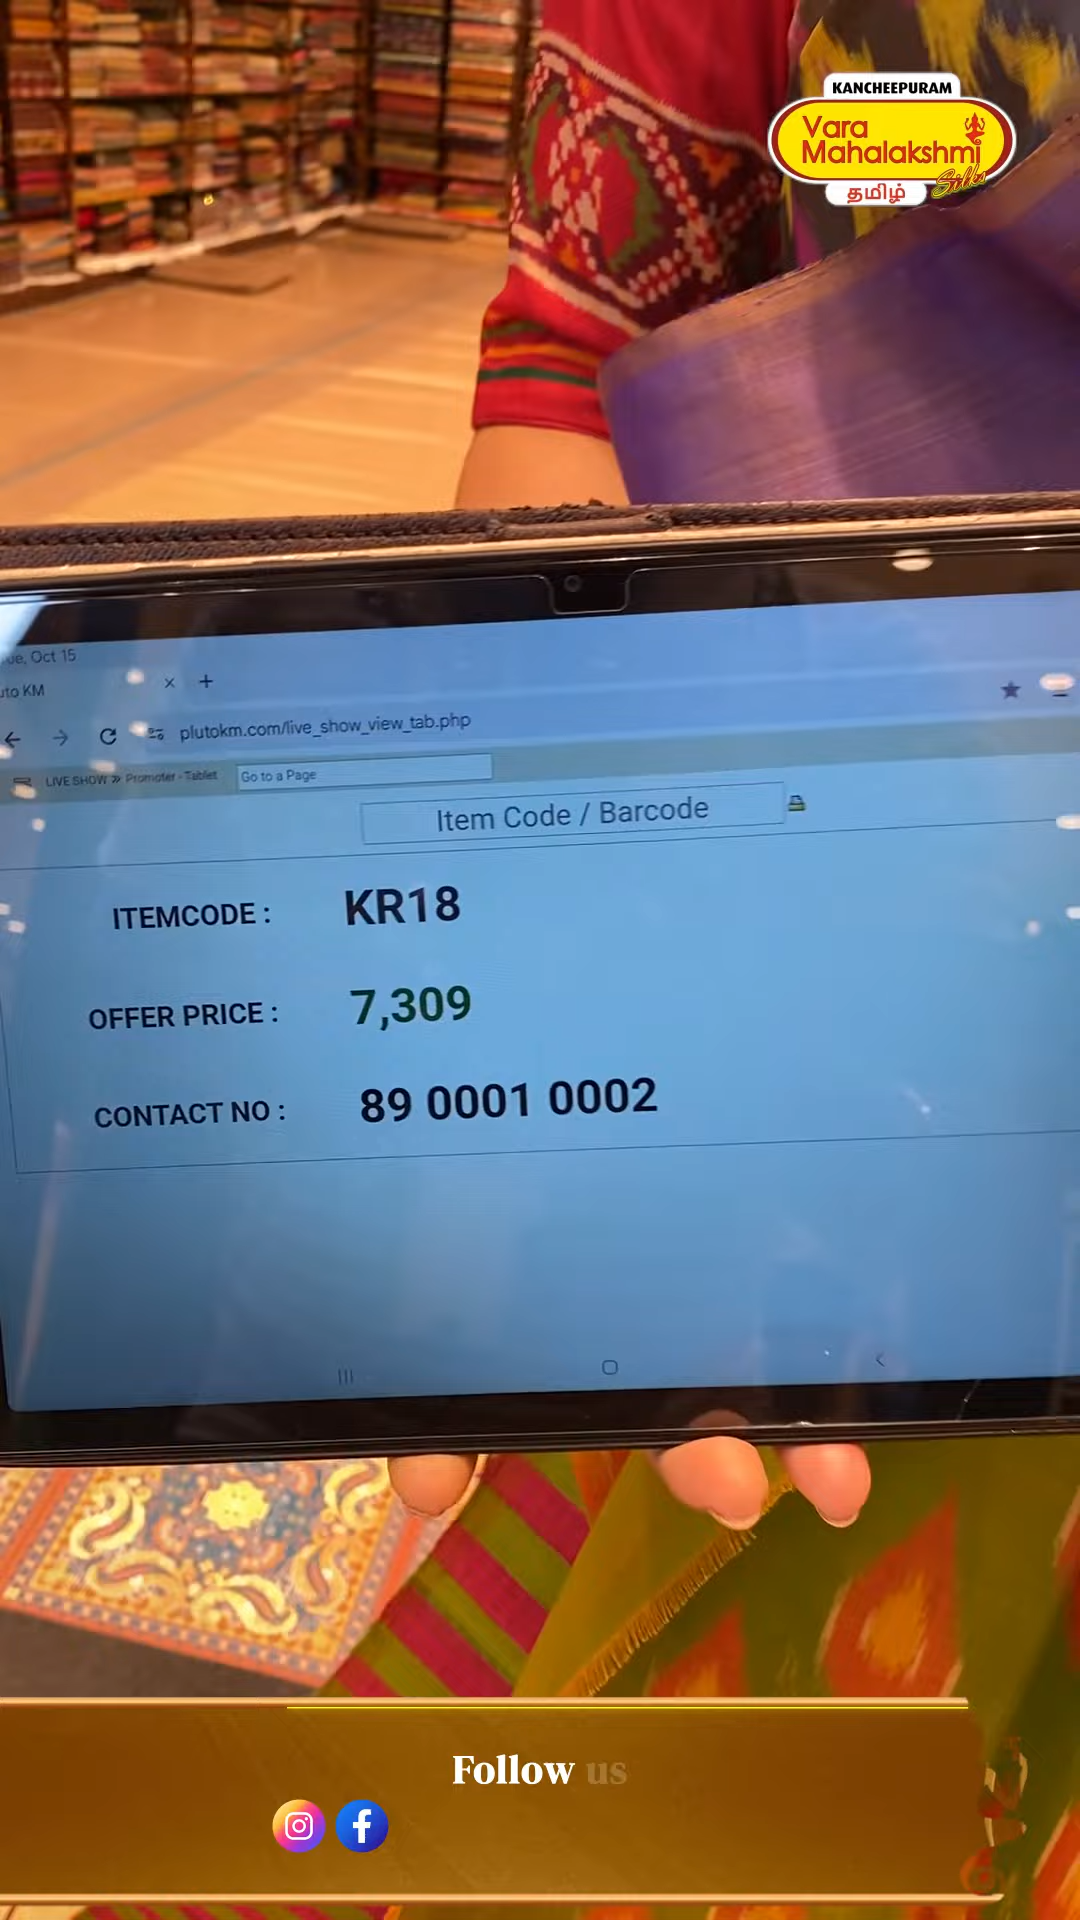 KANCHEEPURAM
Vara
Mahalakshmi
Silks
தமிழ்
Oct 15
KM
plutokm.com/live_show_view_tab.php
LIVE SHOW » Promoter - Tablet
Go to a Page
Item Code / Barcode
ITEMCODE : KR18
OFFER PRICE : 7,309
CONTACT NO : 89 0001 0002
Follow us